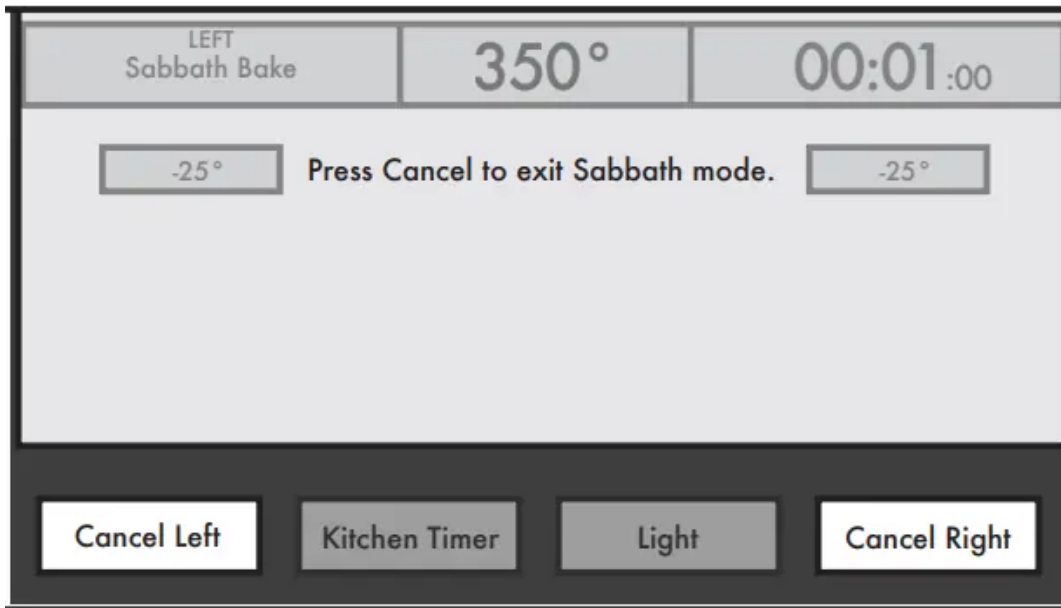 LEFT
Sabbath Bake
350°
00:01:00
-25°
Press Cancel to exit Sabbath mode.
-25°
Cancel Left
Kitchen Timer
Light
Cancel Right